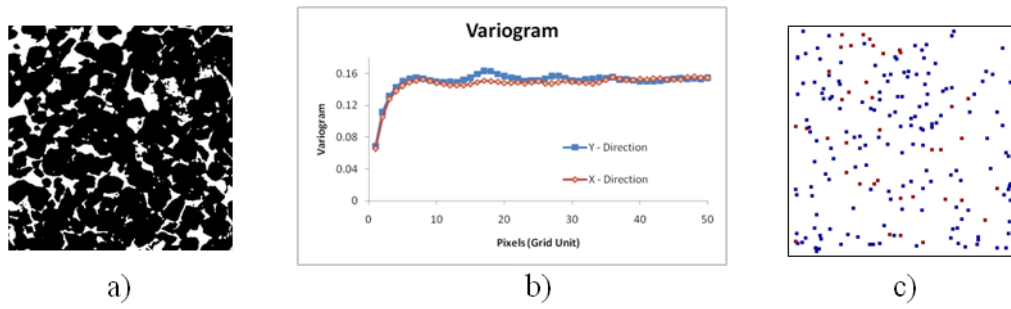 Variogram
0.16
0.12
0.08
0.04
0
Variogram
Y - Direction
X - Direction
0 10 20 30 40 50
Pixels (Grid Unit)
a) b) c)